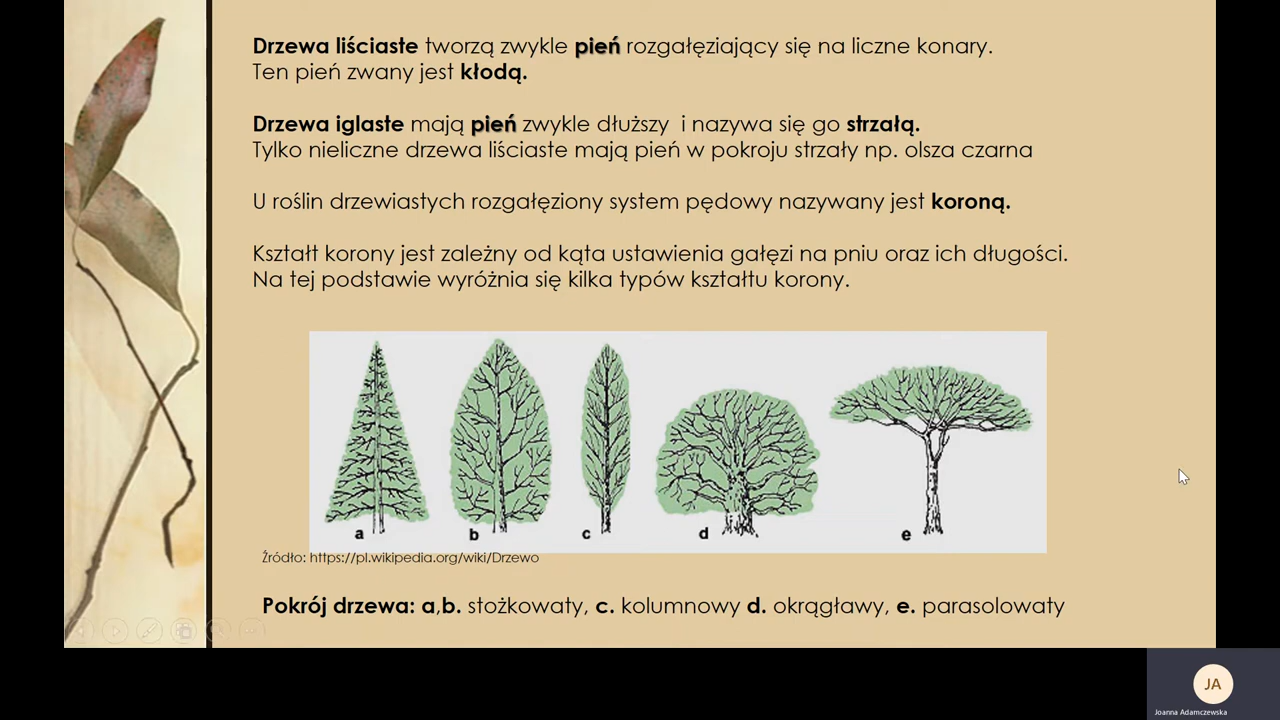 Drzewa liściaste tworzą zwykle pień rozgałęziający się na liczne konary.
Ten pień zwany jest kłodą.
Drzewa iglaste mają pień zwykle dłuższy i nazywa się go strzałą.
Tylko nieliczne drzewa liściaste mają pień w pokroju strzały np. olsza czarna
U roślin drzewiastych rozgałęziony system pędowy nazywany jest koroną.
Kształt korony jest zależny od kąta ustawienia gałęzi na pniu oraz ich długości.
Na tej podstawie wyróżnia się kilka typów kształtu korony.
a b c d e
Źródło: https://pl.wikipedia.org/wiki/Drzewo
Pokrój drzewa: a,b. stożkowaty, c. kolumnowy d. okrągławy, e. parasolowaty
JA
Joanna Adamczewska